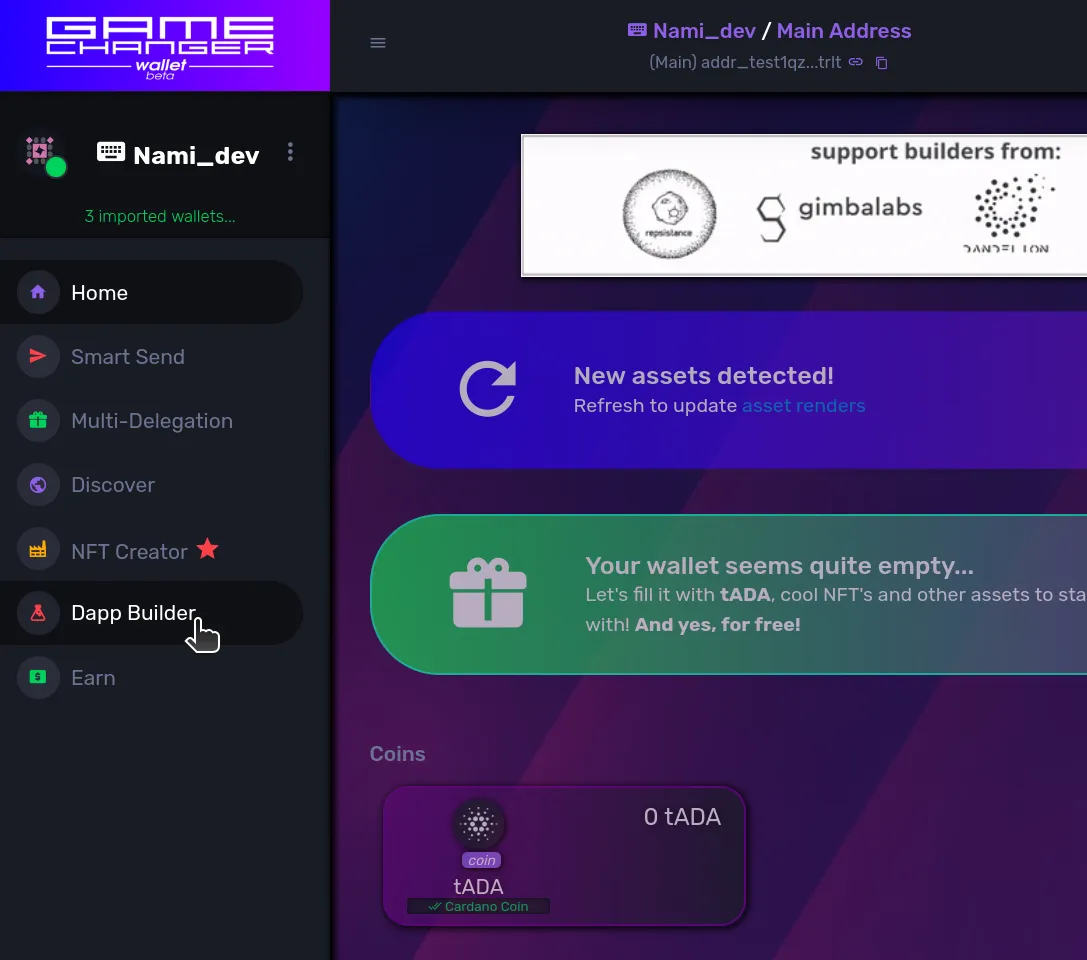 GAME
CHANGER
wallet
beta
Nami_dev
3 imported wallets...
Home
Smart Send
Multi-Delegation
Discover
NFT Creator
Dapp Builder
Earn
Nami_dev / Main Address
(Main) addr_test1qz...trlt
support builders from:
repsistance
gimbalabs
DANDELION
New assets detected!
Refresh to update asset renders
Your wallet seems quite empty...
Let's fill it with tADA, cool NFT's and other assets to sta
with! And yes, for free!
Coins
0 tADA
coin
tADA
Cardano Coin